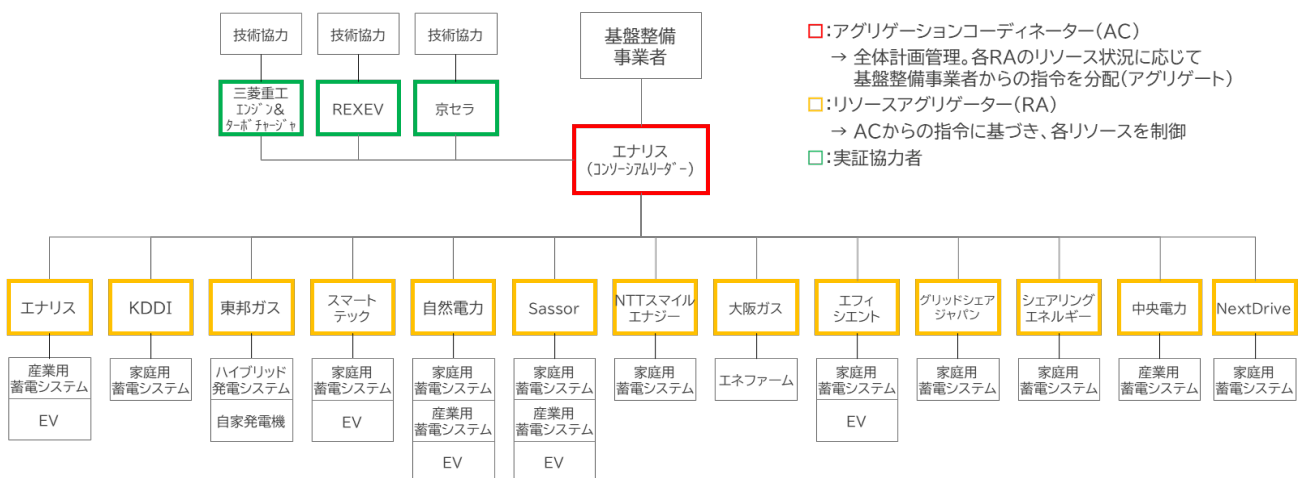 技術協力
技術協力
技術協力
三菱重工
ｴﾝｼﾞﾝ&
ﾀｰﾎﾞﾁｬｰｼﾞｬ
REXEV
京セラ
基盤整備
事業者
エナリス
(ｺﾝｿｰｼｱﾑﾘｰﾀﾞｰ)
□:アグリゲーションコーディネーター(AC)
→ 全体計画管理。各RAのリソース状況に応じて
基盤整備事業者からの指令を分配(アグリゲート)
□:リソースアグリゲーター(RA)
→ ACからの指令に基づき、各リソースを制御
□:実証協力者
エナリス
産業用
蓄電システム
EV
KDDI
家庭用
蓄電システム
東邦ガス
ハイブリッド
発電システム
自家発電機
スマート
テック
家庭用
蓄電システム
EV
自然電力
家庭用
蓄電システム
産業用
蓄電システム
EV
Sassor
家庭用
蓄電システム
産業用
蓄電システム
EV
NTTスマイル
エナジー
家庭用
蓄電システム
大阪ガス
エネファーム
エフィ
シエント
家庭用
蓄電システム
EV
グリッドシェア
ジャパン
家庭用
蓄電システム
シェアリング
エネルギー
家庭用
蓄電システム
中央電力
産業用
蓄電システム
NextDrive
家庭用
蓄電システム